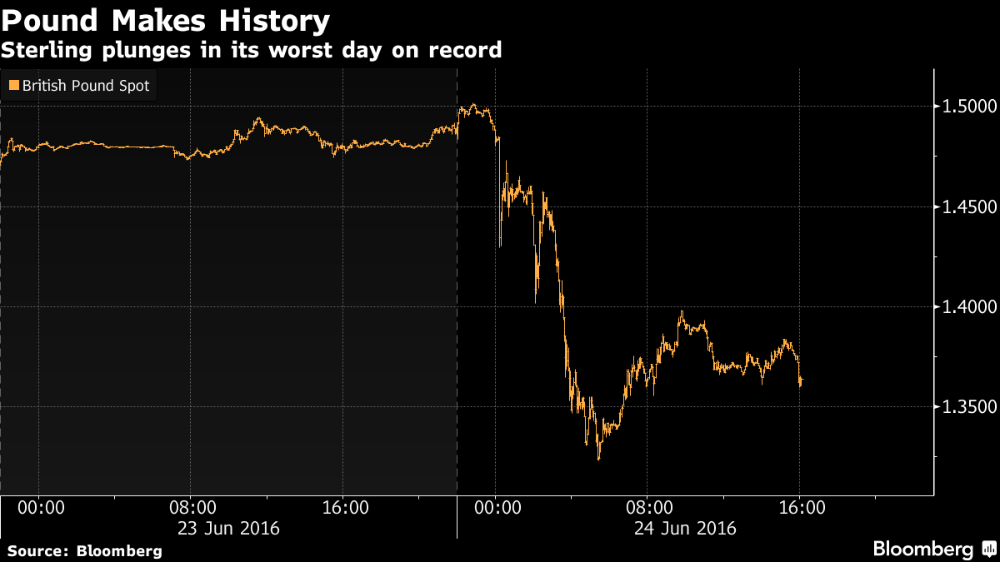 Pound Makes History
Sterling plunges in its worst day on record
British Pound Spot
1.5000
1.4500
1.4000
1.3500
00:00 08:00 16:00 00:00 08:00 16:00
23 Jun 2016 24 Jun 2016
Source: Bloomberg
Bloomberg